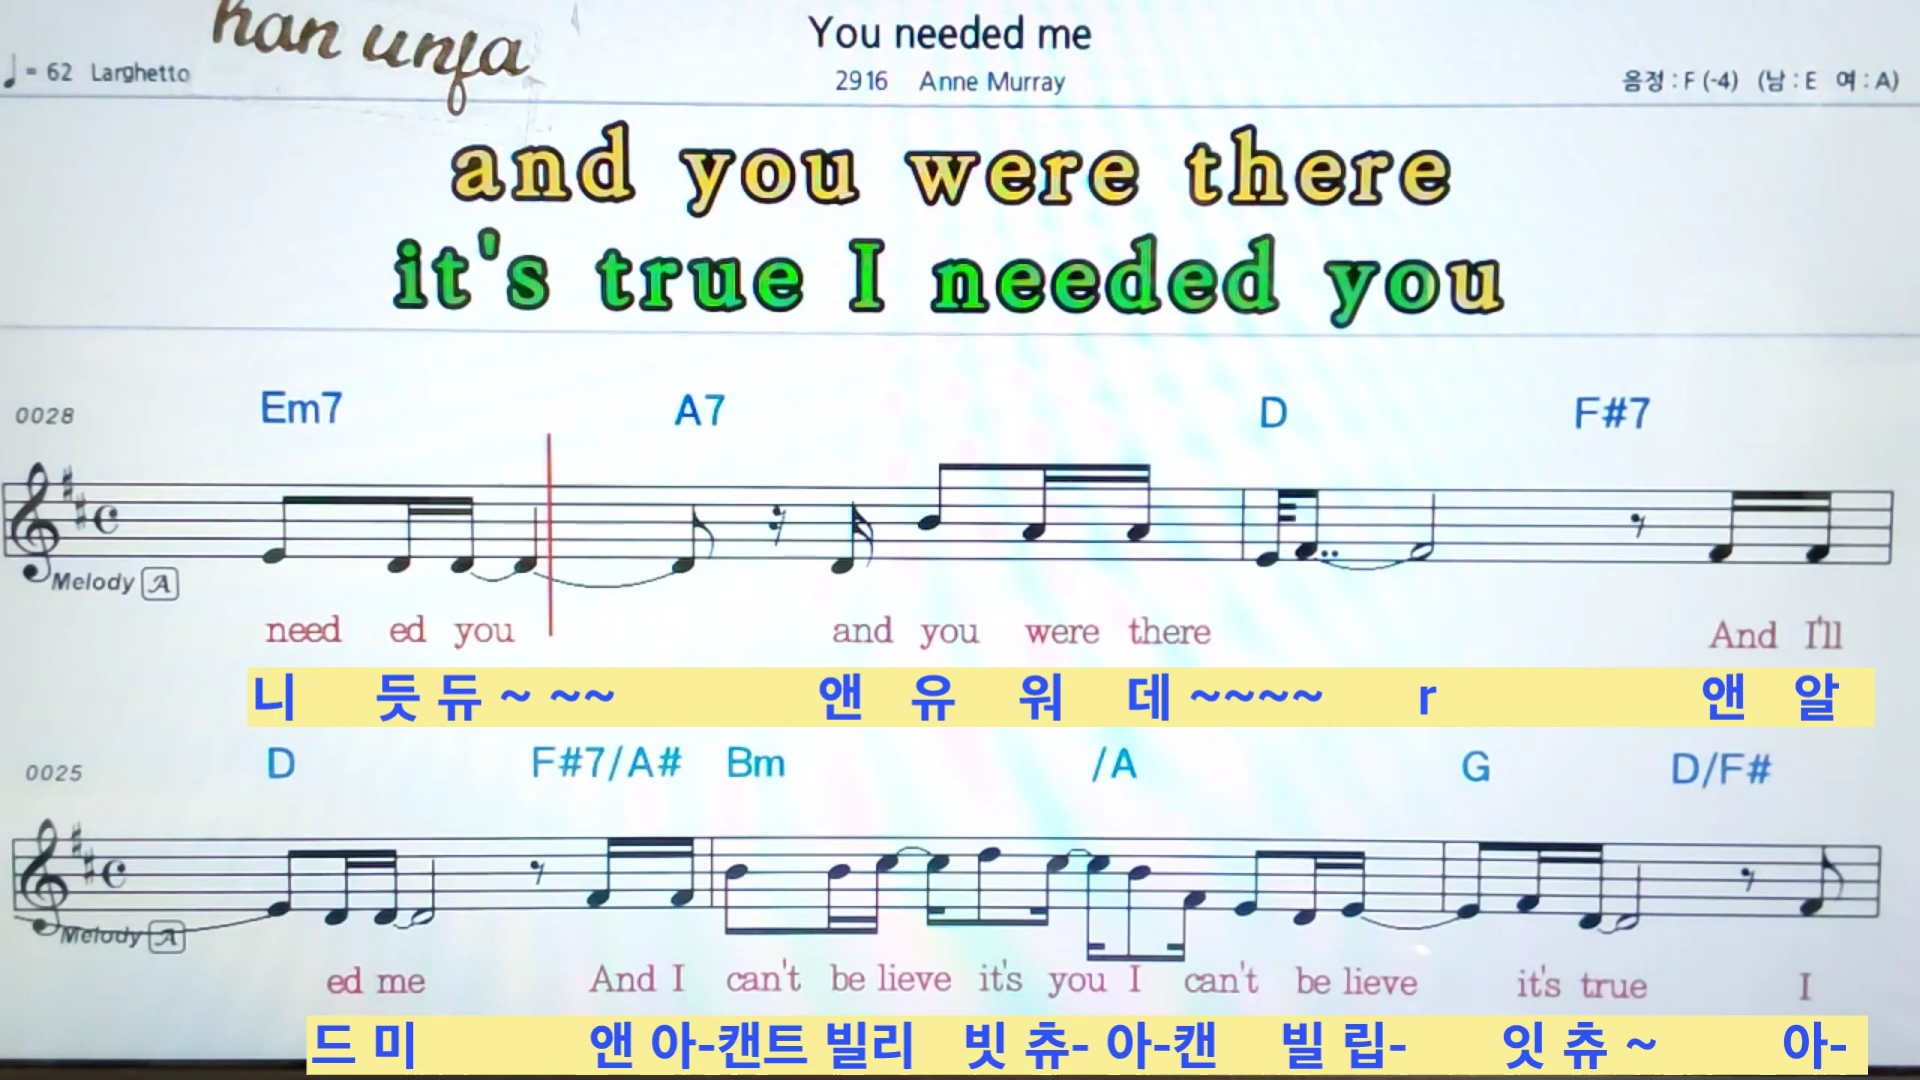 han unja
You needed me
♩= 62 Larghetto
2916 Anne Murray
음정 : F (-4) (남 : E 여 : A)
and you were there
it's true I needed you
0028 Em7 A7 D F#7
Melody A
need ed you and you were there And I'll
니 듯 듀 ~ ~~ 앤 유 워 데 ~~~~ r 앤 알
0025 D F#7/A# Bm /A G D/F#
Melody A
ed me And I can't be lieve it's you I can't be lieve it's true I
드 미 앤 아-캔트 빌리 빗 츄- 아-캔 빌 립- 잇 츄 ~ 아-